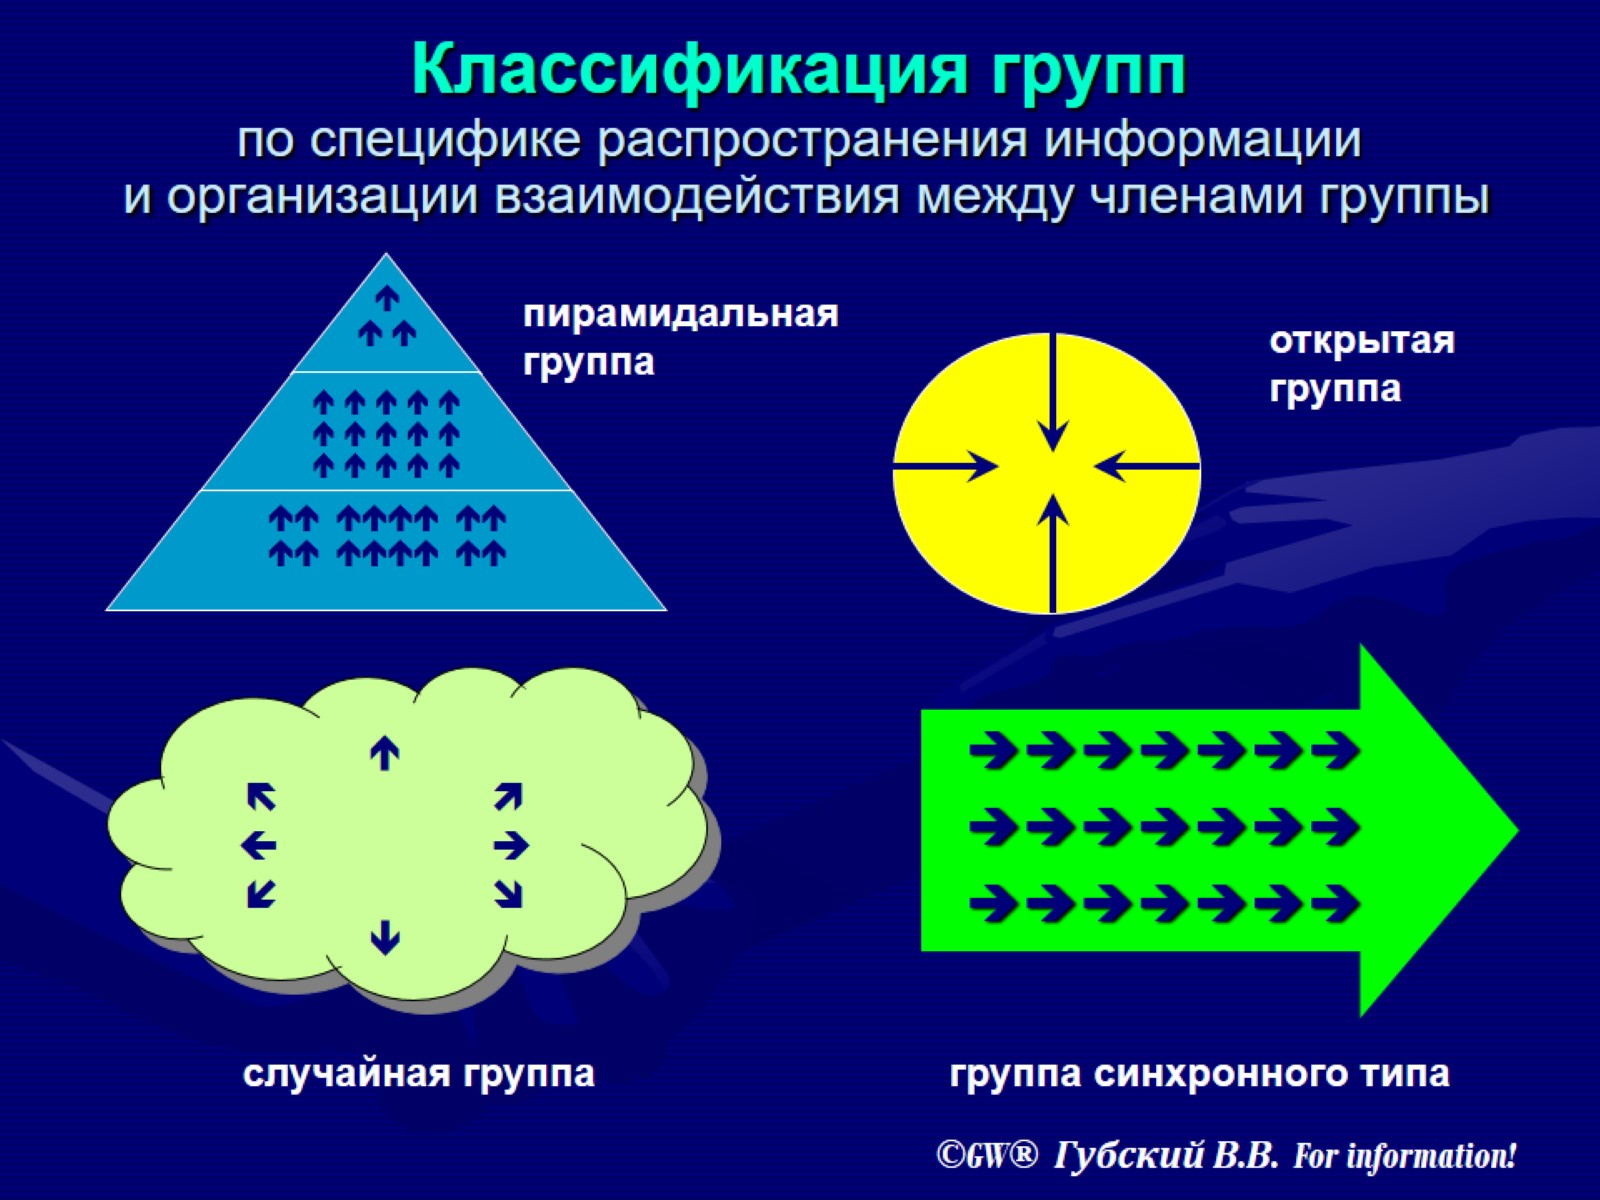 Классификация групп
по специфике распространения информации
и организации взаимодействия между членами группы
пирамидальная
группа
открытая
группа
случайная группа
группа синхронного типа
©GW® Губский В.В. For information!